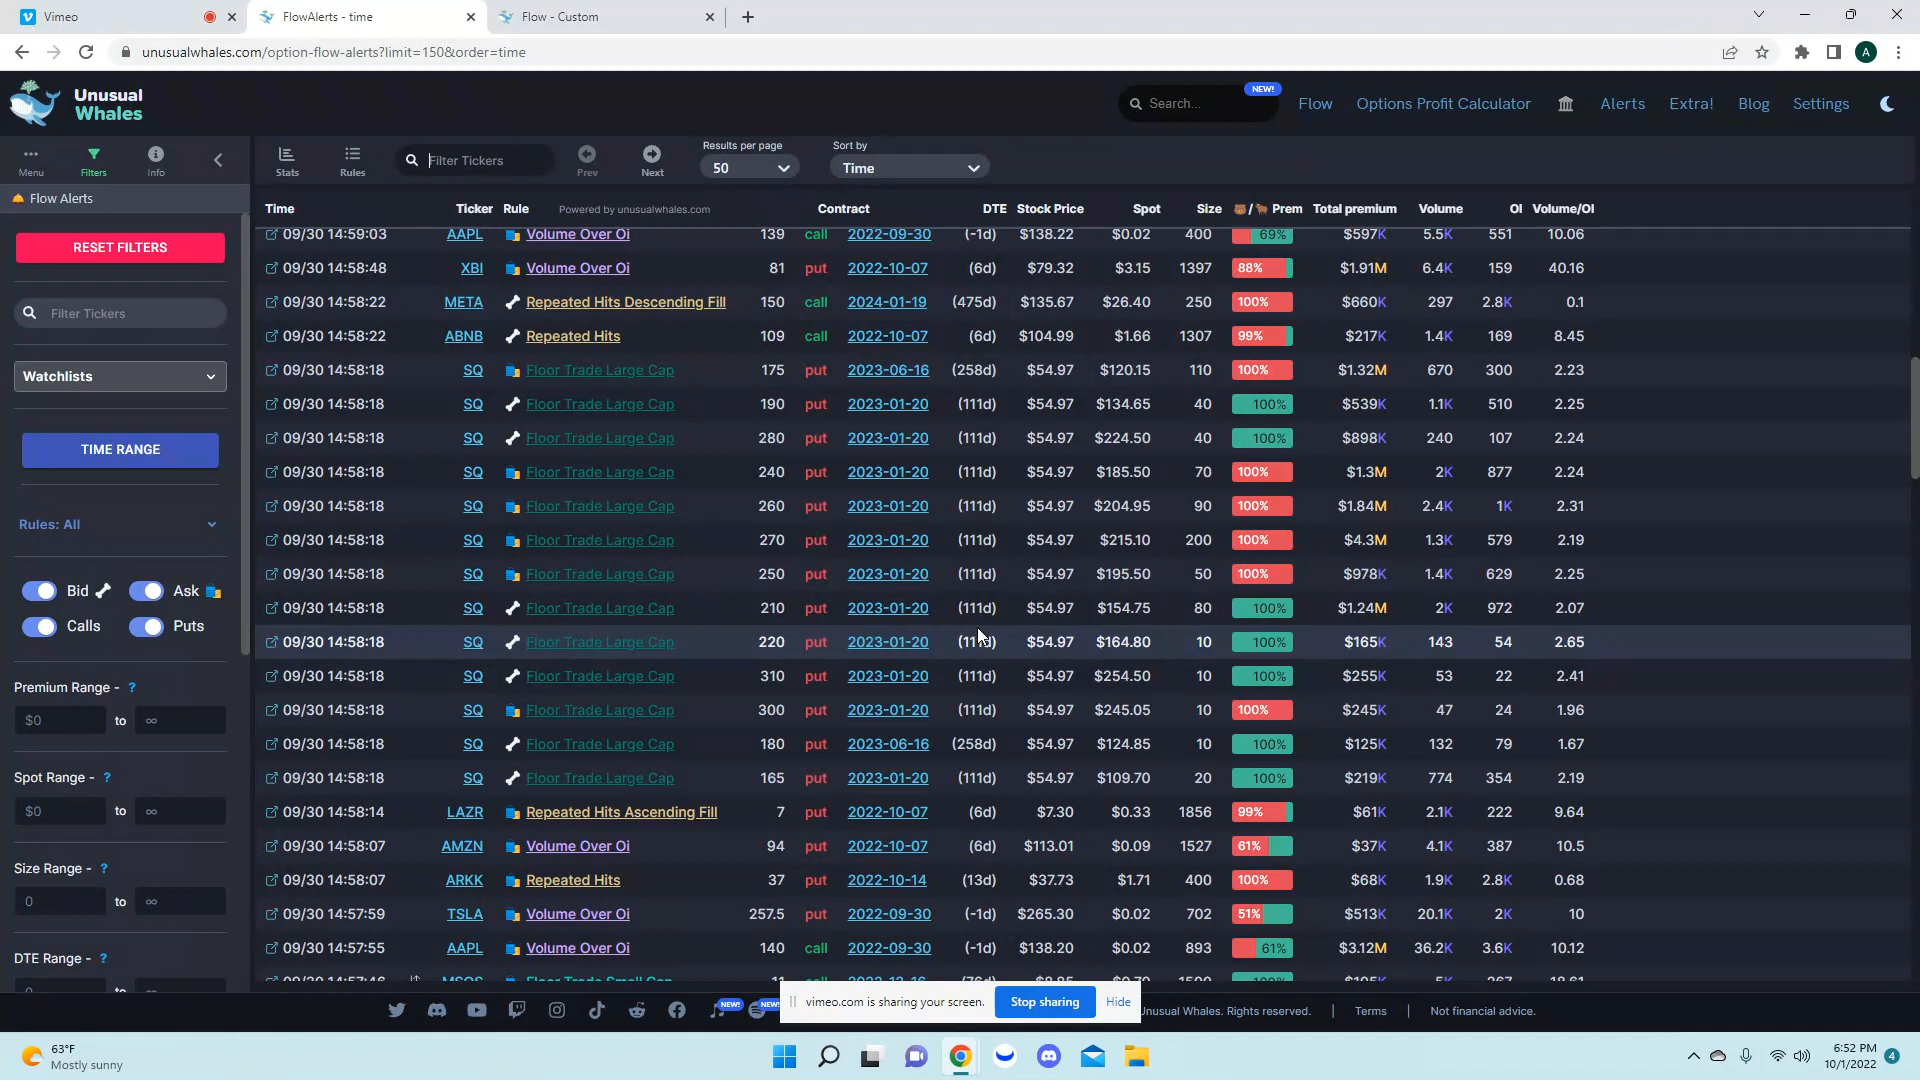 Vimeo
FlowAlerts - time
Flow - Custom
unusualwhales.com/option-flow-alerts?limit=150&order=time
A
Unusual
Whales
Search...
NEW!
Flow
Options Profit Calculator
Alerts
Extra!
Blog
Settings
Menu
Filters
Info
Stats
Rules
Filter Tickers
Prev
Next
Results per page
50
Sort by
Time
Flow Alerts
RESET FILTERS
Filter Tickers
Watchlists
TIME RANGE
Rules: All
Bid
Ask
Calls
Puts
Premium Range - ?
$0 to ∞
Spot Range - ?
$0 to ∞
Size Range - ?
0 to ∞
DTE Range - ?
Time Ticker Rule Powered by unusualwhales.com Contract DTE Stock Price Spot Size / Prem Total premium Volume OI Volume/OI
09/30 14:59:03 AAPL Volume Over Oi 139 call 2022-09-30 (-1d) $138.22 $0.02 400 69% $597K 5.5K 551 10.06
09/30 14:58:48 XBI Volume Over Oi 81 put 2022-10-07 (6d) $79.32 $3.15 1397 88% $1.91M 6.4K 159 40.16
09/30 14:58:22 META Repeated Hits Descending Fill 150 call 2024-01-19 (475d) $135.67 $26.40 250 100% $660K 297 2.8K 0.1
09/30 14:58:22 ABNB Repeated Hits 109 call 2022-10-07 (6d) $104.99 $1.66 1307 99% $217K 1.4K 169 8.45
09/30 14:58:18 SQ Floor Trade Large Cap 175 put 2023-06-16 (258d) $54.97 $120.15 110 100% $1.32M 670 300 2.23
09/30 14:58:18 SQ Floor Trade Large Cap 190 put 2023-01-20 (111d) $54.97 $134.65 40 100% $539K 1.1K 510 2.25
09/30 14:58:18 SQ Floor Trade Large Cap 280 put 2023-01-20 (111d) $54.97 $224.50 40 100% $898K 240 107 2.24
09/30 14:58:18 SQ Floor Trade Large Cap 240 put 2023-01-20 (111d) $54.97 $185.50 70 100% $1.3M 2K 877 2.24
09/30 14:58:18 SQ Floor Trade Large Cap 260 put 2023-01-20 (111d) $54.97 $204.95 90 100% $1.84M 2.4K 1K 2.31
09/30 14:58:18 SQ Floor Trade Large Cap 270 put 2023-01-20 (111d) $54.97 $215.10 200 100% $4.3M 1.3K 579 2.19
09/30 14:58:18 SQ Floor Trade Large Cap 250 put 2023-01-20 (111d) $54.97 $195.50 50 100% $978K 1.4K 629 2.25
09/30 14:58:18 SQ Floor Trade Large Cap 210 put 2023-01-20 (111d) $54.97 $154.75 80 100% $1.24M 2K 972 2.07
09/30 14:58:18 SQ Floor Trade Large Cap 220 put 2023-01-20 (111d) $54.97 $164.80 10 100% $165K 143 54 2.65
09/30 14:58:18 SQ Floor Trade Large Cap 310 put 2023-01-20 (111d) $54.97 $254.50 10 100% $255K 53 22 2.41
09/30 14:58:18 SQ Floor Trade Large Cap 300 put 2023-01-20 (111d) $54.97 $245.05 10 100% $245K 47 24 1.96
09/30 14:58:18 SQ Floor Trade Large Cap 180 put 2023-06-16 (258d) $54.97 $124.85 10 100% $125K 132 79 1.67
09/30 14:58:18 SQ Floor Trade Large Cap 165 put 2023-01-20 (111d) $54.97 $109.70 20 100% $219K 774 354 2.19
09/30 14:58:14 LAZR Repeated Hits Ascending Fill 7 put 2022-10-07 (6d) $7.30 $0.33 1856 99% $61K 2.1K 222 9.64
09/30 14:58:07 AMZN Volume Over Oi 94 put 2022-10-07 (6d) $113.01 $0.09 1527 61% $37K 4.1K 387 10.5
09/30 14:58:07 ARKK Repeated Hits 37 put 2022-10-14 (13d) $37.73 $1.71 400 100% $68K 1.9K 2.8K 0.68
09/30 14:57:59 TSLA Volume Over Oi 257.5 put 2022-09-30 (-1d) $265.30 $0.02 702 51% $513K 20.1K 2K 10
09/30 14:57:55 AAPL Volume Over Oi 140 call 2022-09-30 (-1d) $138.20 $0.02 893 61% $3.12M 36.2K 3.6K 10.12
NEW!
NEW!
vimeo.com is sharing your screen.
Stop sharing
Hide
Unusual Whales. Rights reserved. | Terms | Not financial advice.
63°F
Mostly sunny
6:52 PM
10/1/2022
4